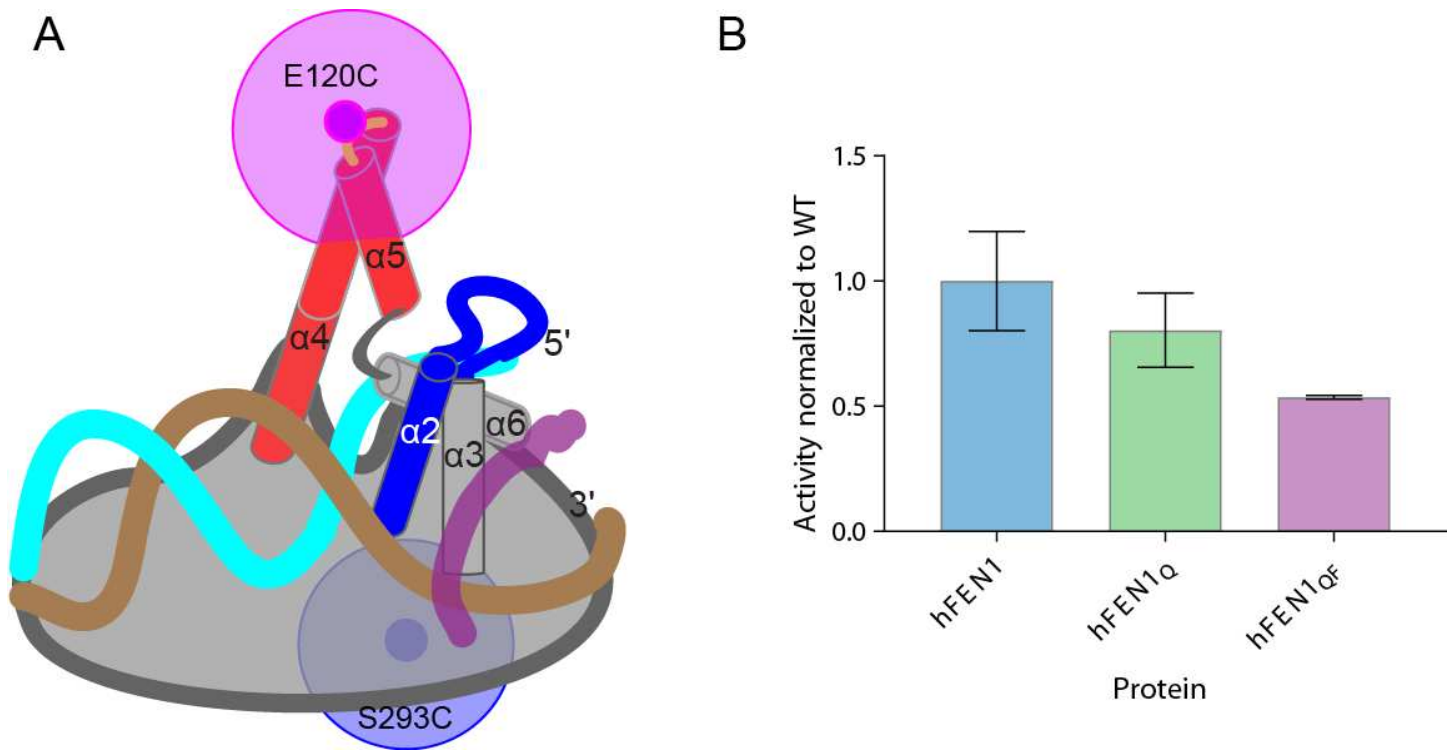 A
E120C
α5
α4
5'
α2
α3
α6
3'
S293C
B
Activity normalized to WT
1.5
1.0
0.5
0.0
hFEN1
hFEN1Q
hFEN1QF
Protein